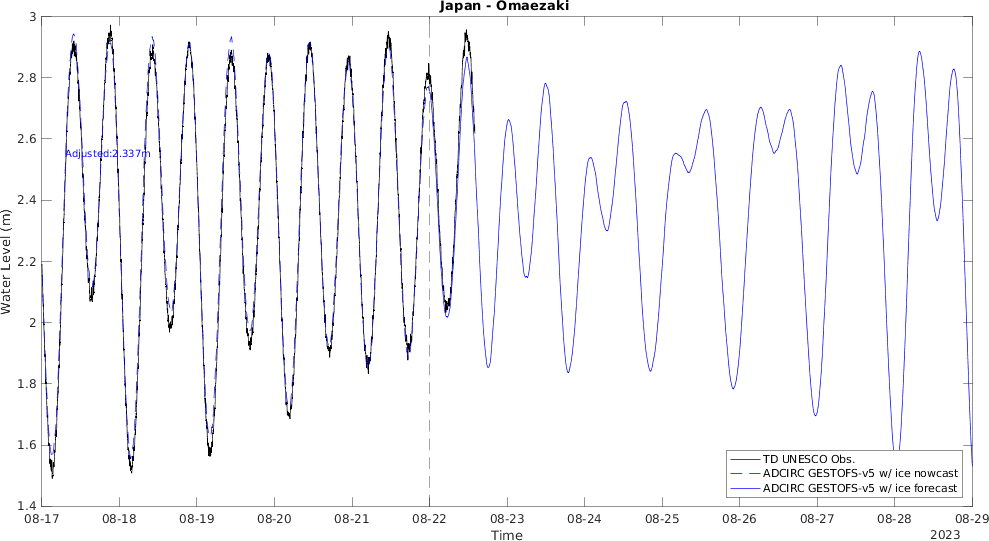 Japan - Omaezaki
3
2.8
2.6
2.4
2.2
2
1.8
1.6
1.4
Water Level (m)
Adjusted:2.337m
TD UNESCO Obs.
ADCIRC GESTOFS-v5 w/ ice nowcast
ADCIRC GESTOFS-v5 w/ ice forecast
08-17 08-18 08-19 08-20 08-21 08-22 08-23 08-24 08-25 08-26 08-27 08-28 08-29
Time
2023